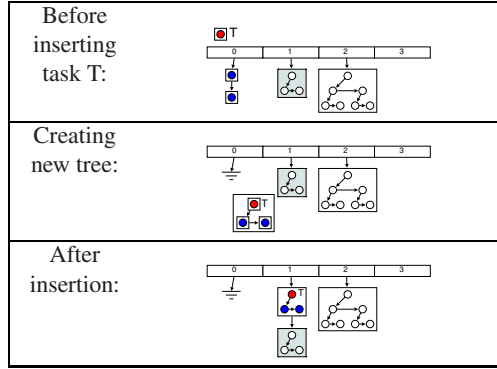 Before
inserting
task T:
T
0 1 2 3
Creating
new tree:
0 1 2 3
T
After
insertion:
0 1 2 3
T